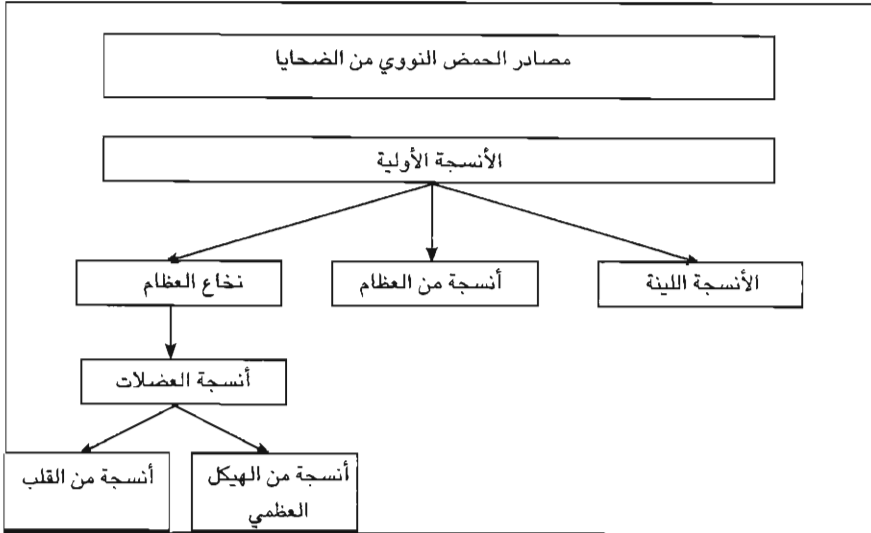 مصادر الحمض النووي من الضحايا
الأنسجة الأولية
الأنسجة اللينة
أنسجة من العظام
نخاع العظام
أنسجة العضلات
أنسجة من الهيكل
العظمي
أنسجة من القلب